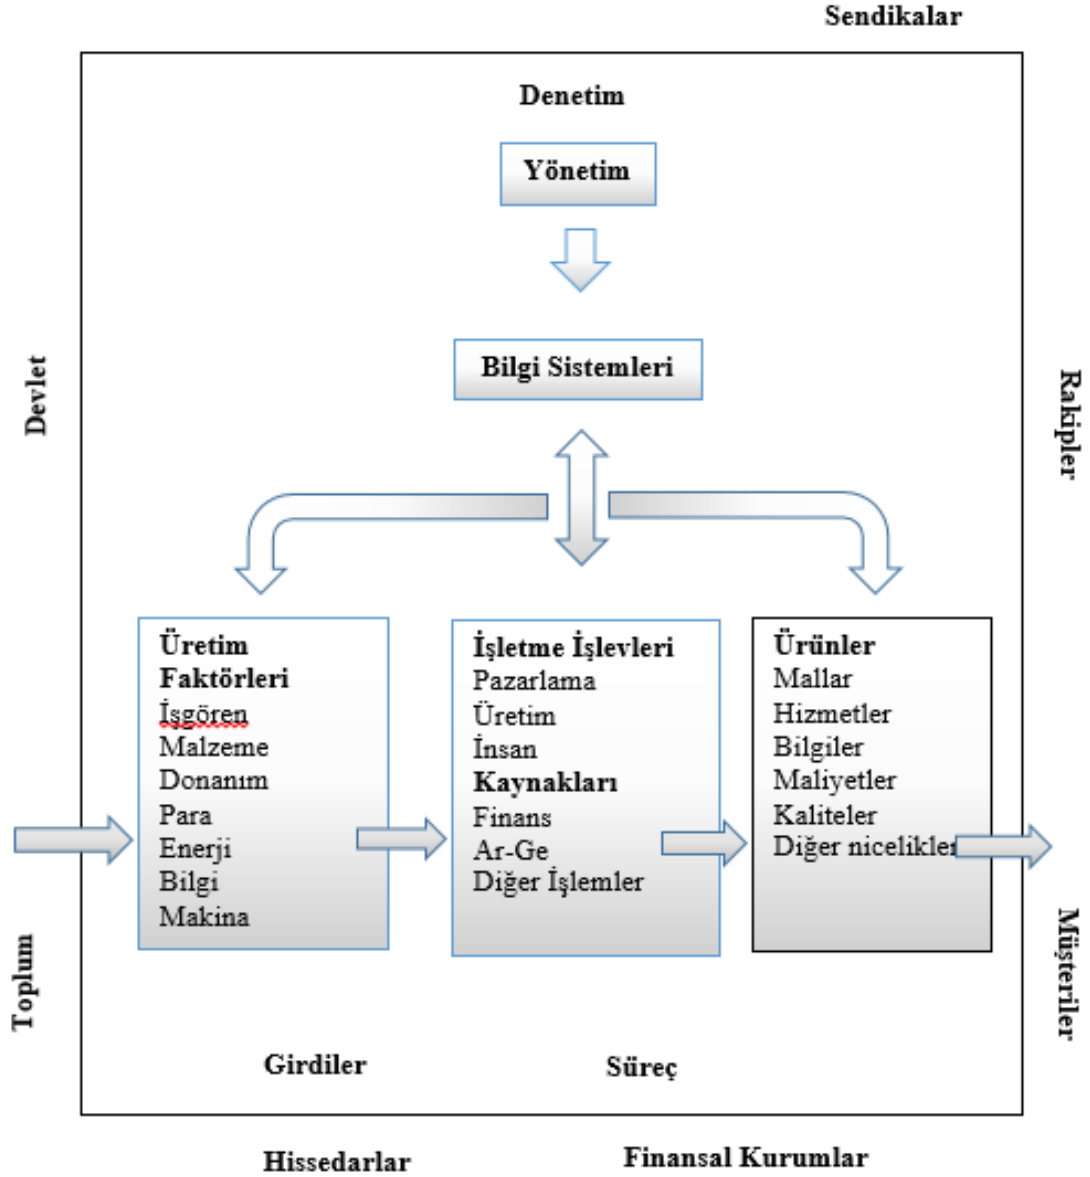 Sendikalar
Denetim
Yönetim
Bilgi Sistemleri
Devlet
Rakipler
Üretim
Faktörleri
İşgören
Malzeme
Donanım
Para
Enerji
Bilgi
Makina
İşletme İşlevleri
Pazarlama
Üretim
İnsan
Kaynakları
Finans
Ar-Ge
Diğer İşlemler
Ürünler
Mallar
Hizmetler
Bilgiler
Maliyetler
Kaliteler
Diğer nicelikler
Toplum
Müşteriler
Girdiler
Süreç
Hissedarlar
Finansal Kurumlar